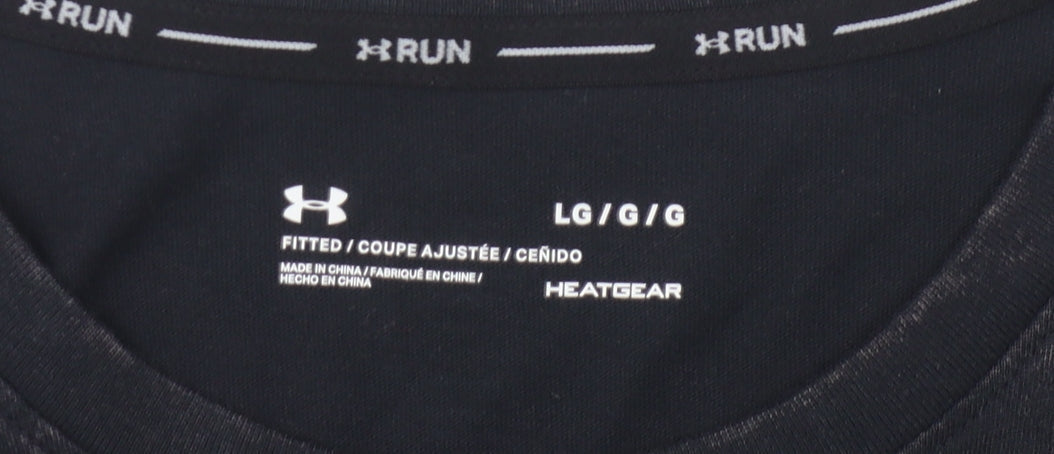 RUN RUN RUN
LG / G / G
FITTED / COUPE AJUSTÉE / CEÑIDO
MADE IN CHINA / FABRIQUÉ EN CHINE /
HECHO EN CHINA
HEATGEAR